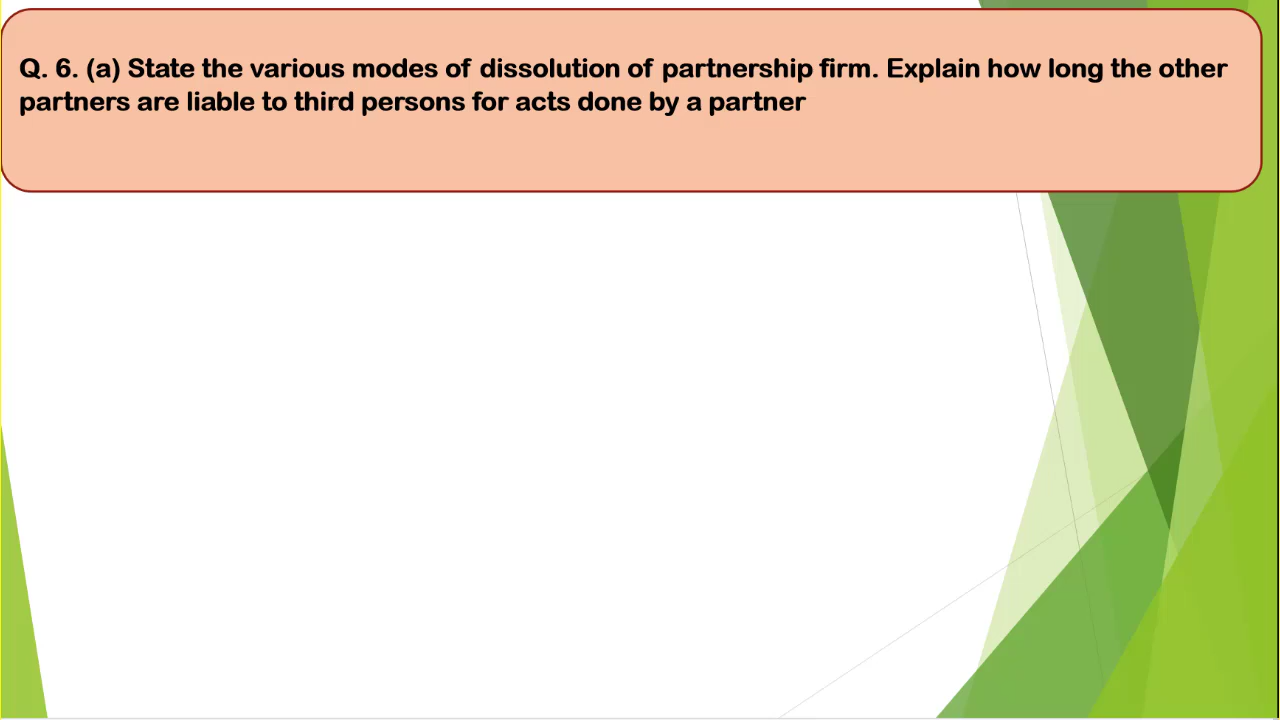 Q. 6. (a) State the various modes of dissolution of partnership firm. Explain how long the other
partners are liable to third persons for acts done by a partner